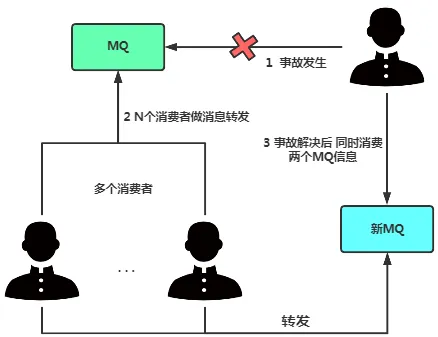 MQ
1 事故发生
2 N个消费者做消息转发
3 事故解决后 同时消费
两个MQ信息
多个消费者
新MQ
...
转发